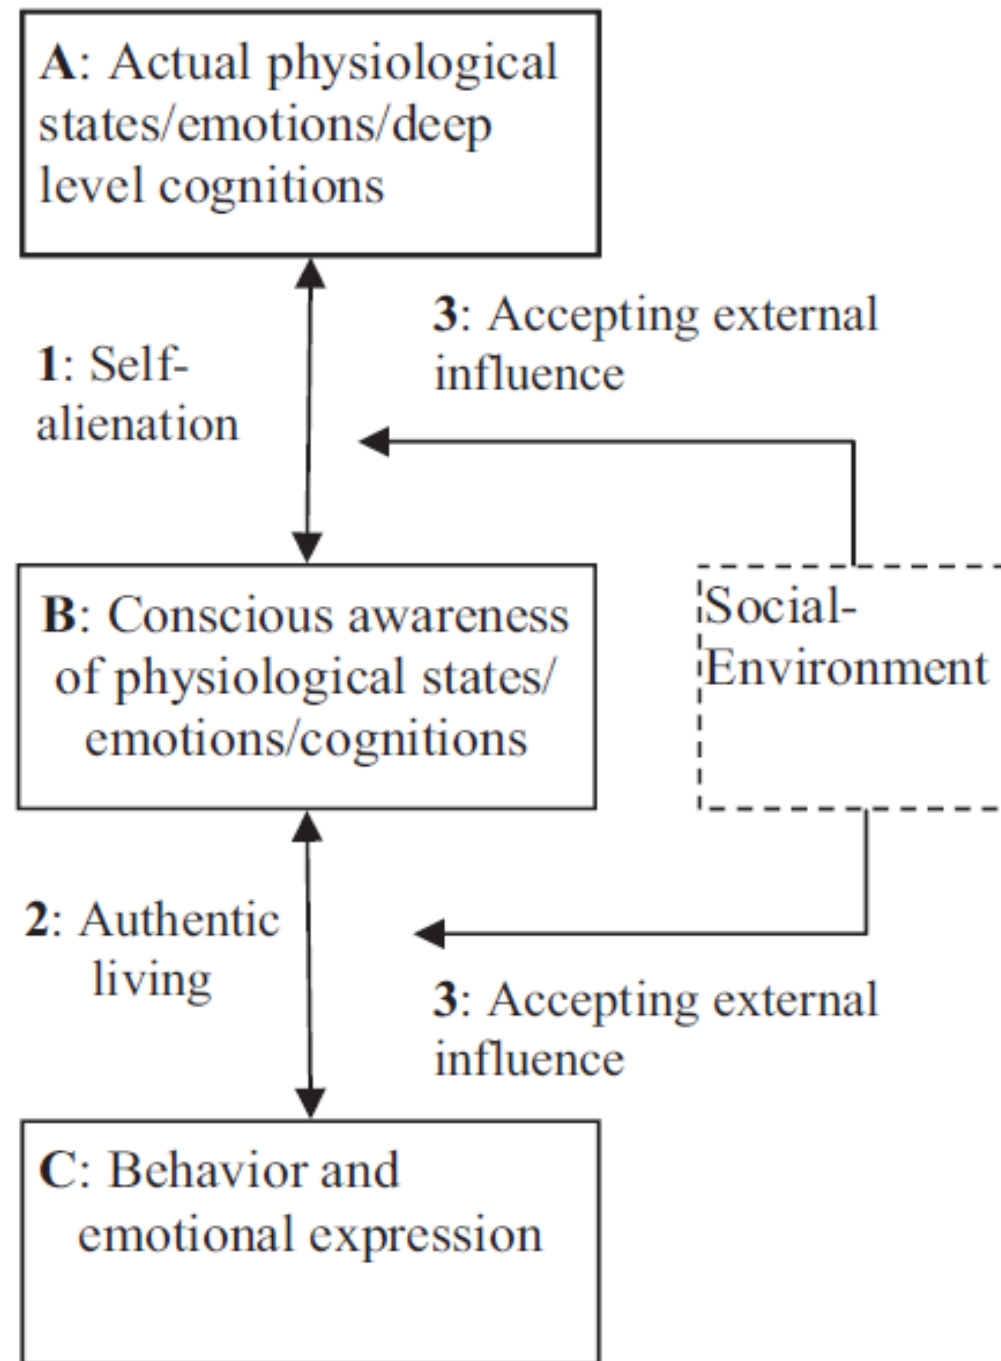 A: Actual physiological
states/emotions/deep
level cognitions
3: Accepting external
influence
1: Self-
alienation
B: Conscious awareness
of physiological states/
emotions/cognitions
Social-
Environment
2: Authentic
living
3: Accepting external
influence
C: Behavior and
emotional expression